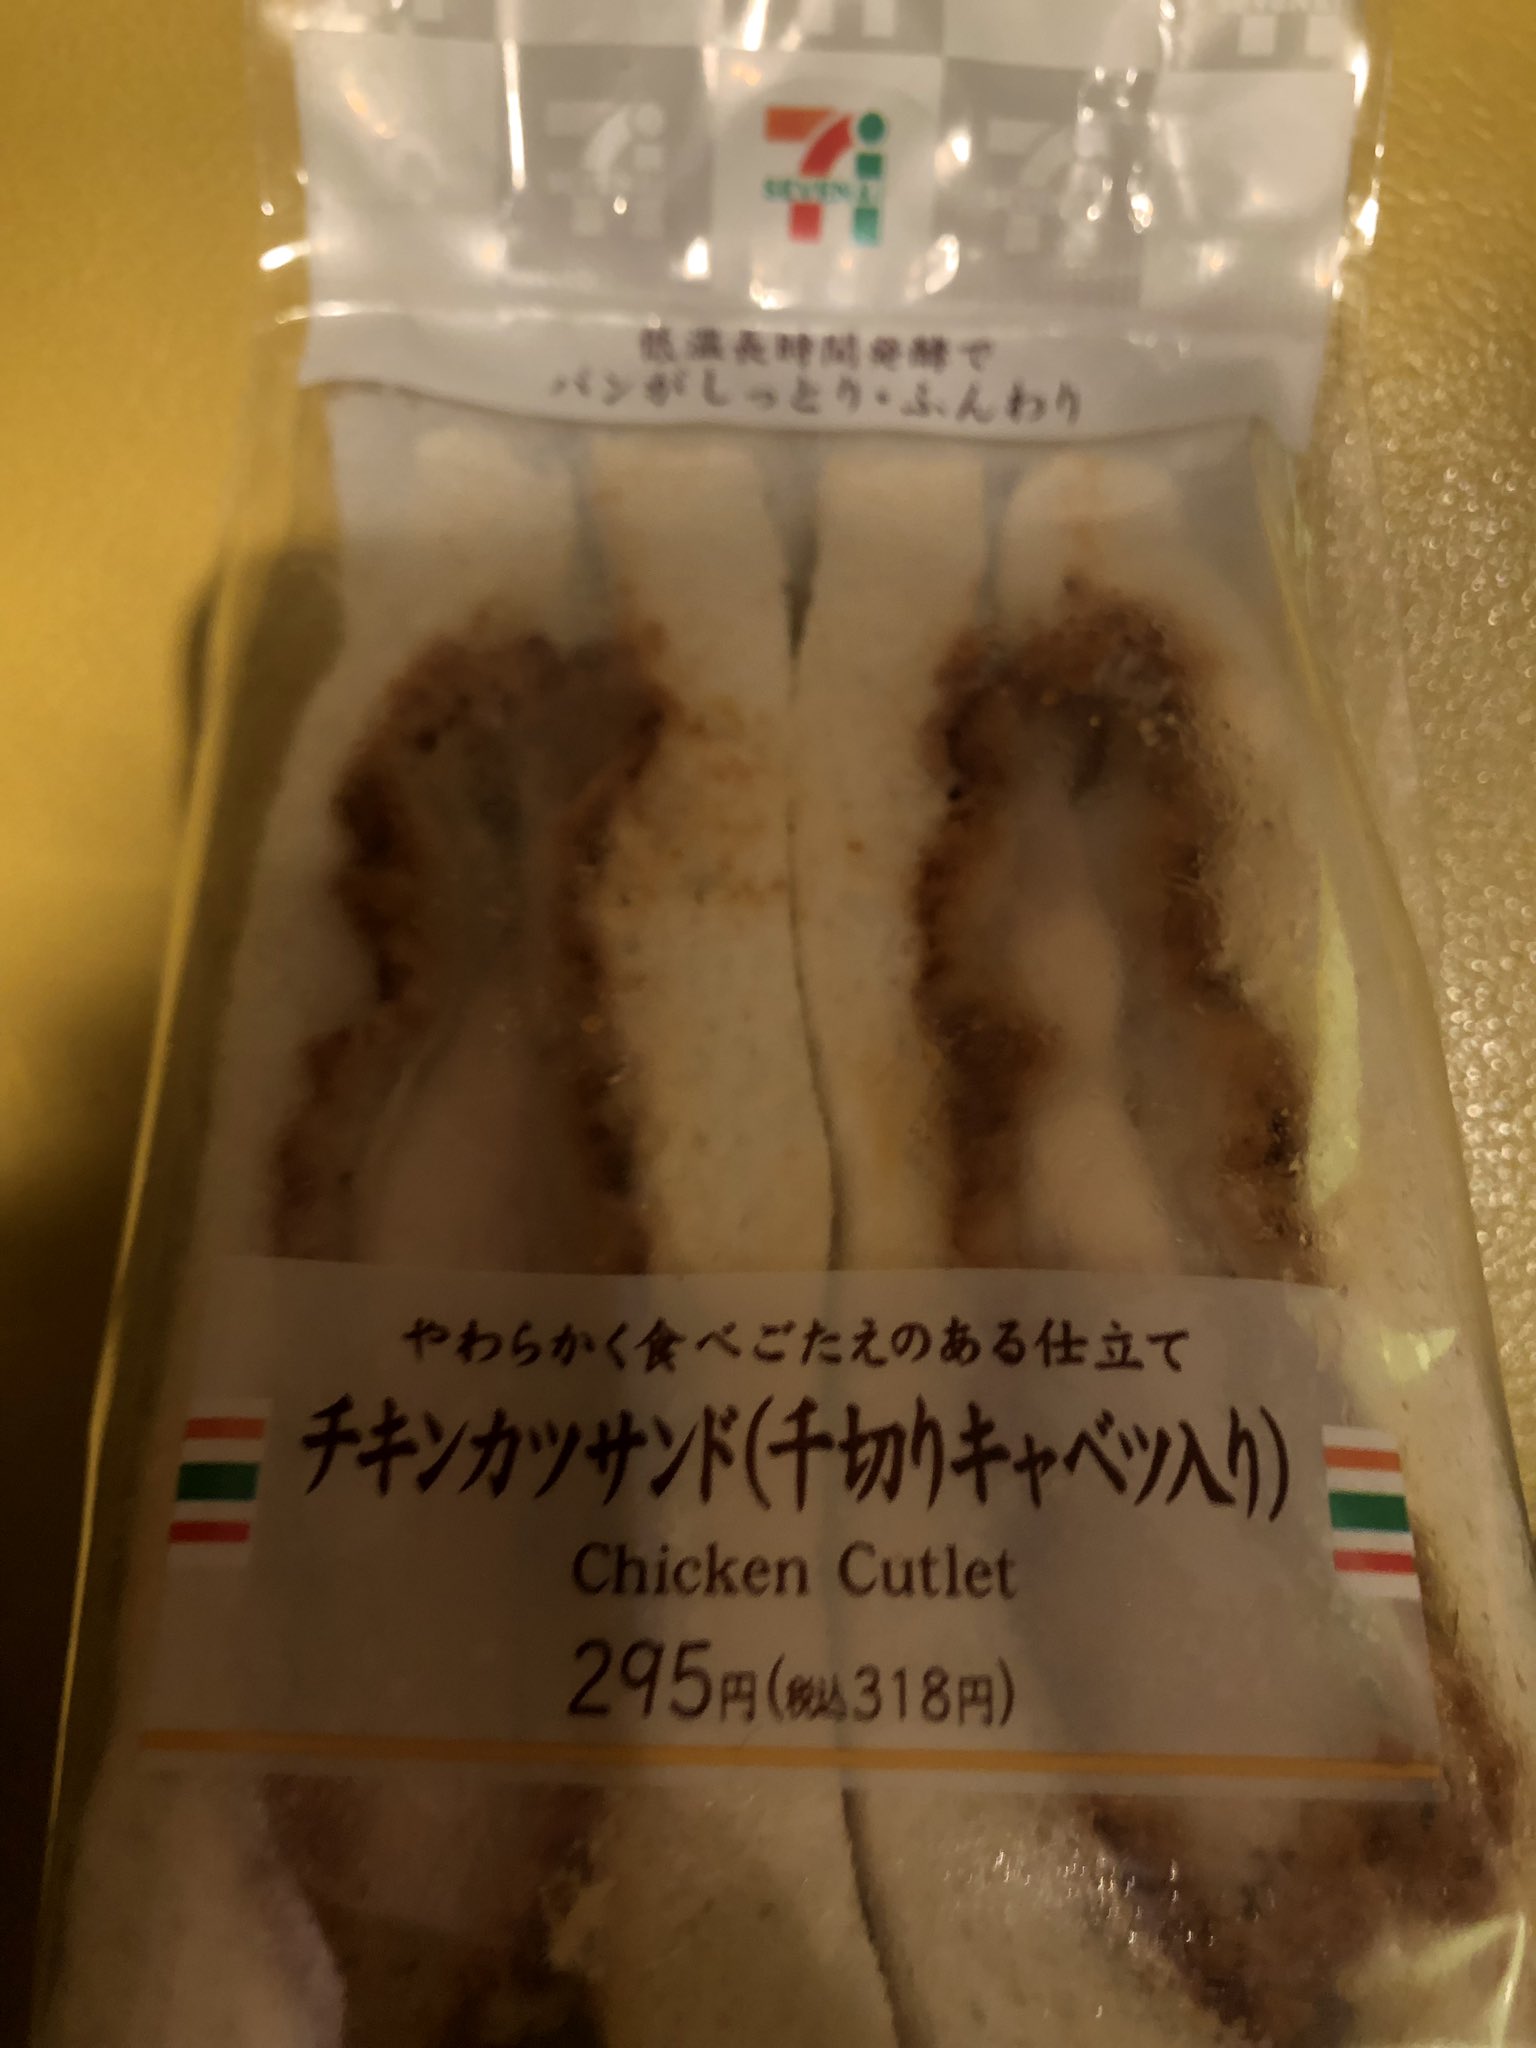 SEVEN
低温長時間発酵で
パンがしっとり・ふんわり
やわらかく食べごたえのある仕立て
チキンカツサンド(千切りキャベツ入り)
Chicken Cutlet
295円(税込318円)